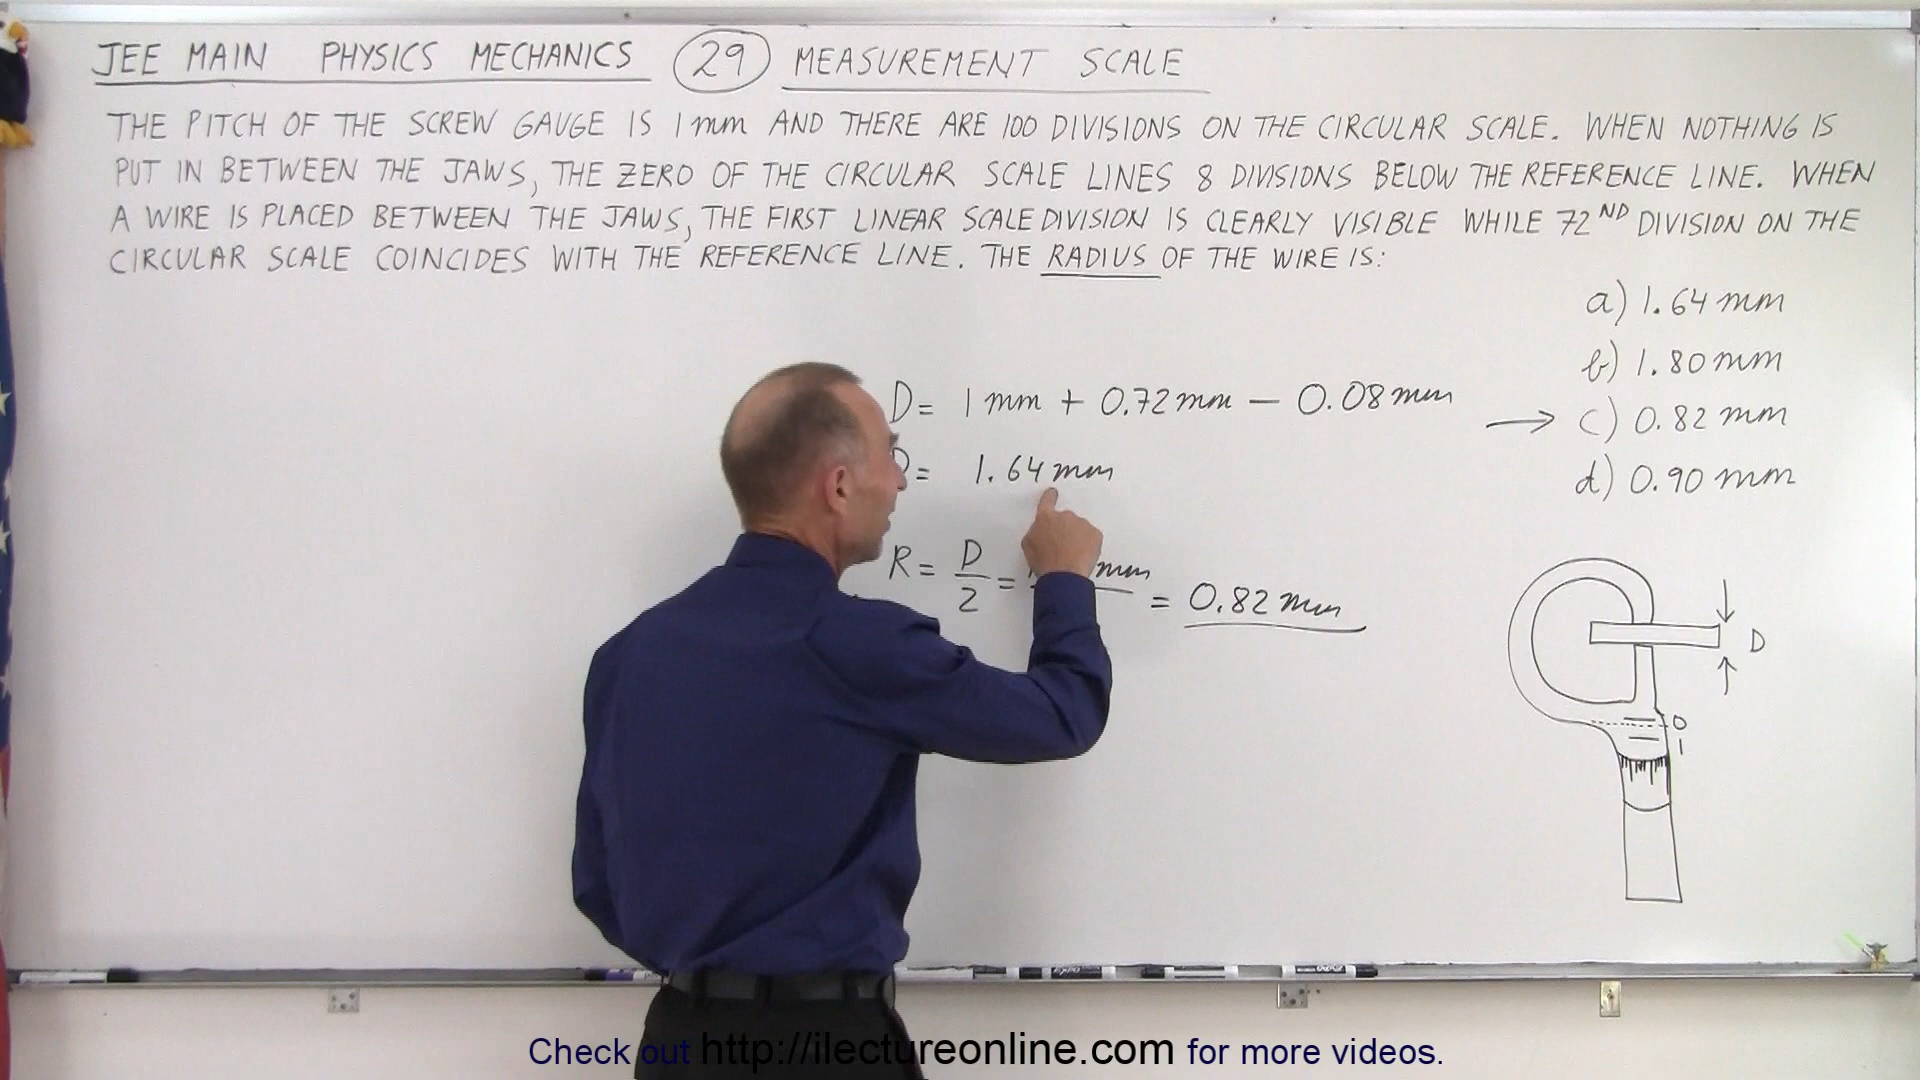 JEE MAIN PHYSICS MECHANICS 29 MEASUREMENT SCALE
THE PITCH OF THE SCREW GAUGE IS 1 mm AND THERE ARE 100 DIVISIONS ON THE CIRCULAR SCALE. WHEN NOTHING IS
PUT IN BETWEEN THE JAWS, THE ZERO OF THE CIRCULAR SCALE LINES 8 DIVISIONS BELOW THE REFERENCE LINE. WHEN
A WIRE IS PLACED BETWEEN THE JAWS, THE FIRST LINEAR SCALE DIVISION IS CLEARLY VISIBLE WHILE 72ND DIVISION ON THE
CIRCULAR SCALE COINCIDES WITH THE REFERENCE LINE. THE RADIUS OF THE WIRE IS:
a) 1.64 mm
b) 1.80 mm
D = 1 mm + 0.72 mm - 0.08 mm
→ c) 0.82 mm
= 1.64 mm
d) 0.90 mm
R = D/2 = mm = 0.82 mm
D
0
1
Check out http://ilectureonline.com for more videos.